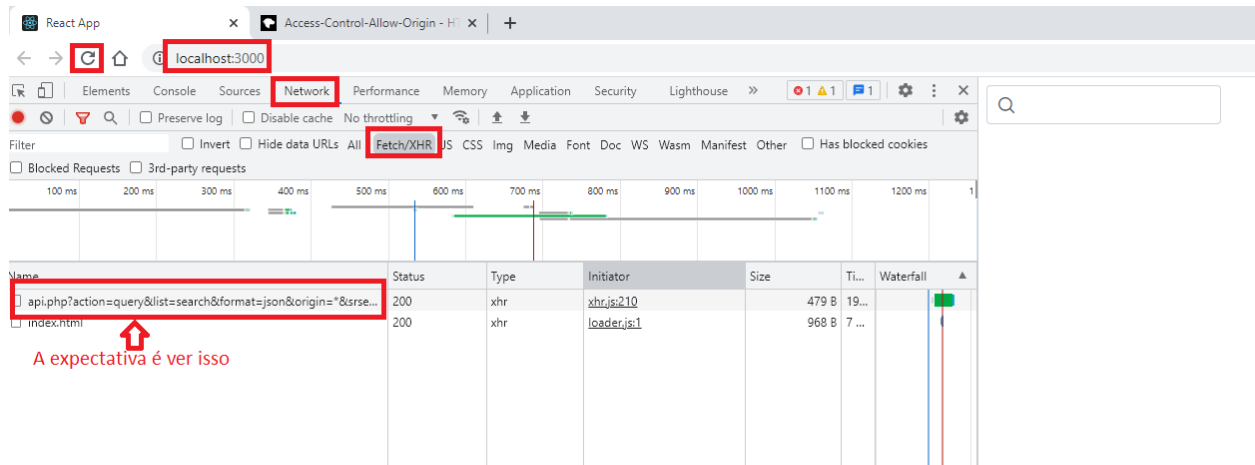 React App
Access-Control-Allow-Origin - HT
localhost:3000
Elements Console Sources Network Performance Memory Application Security Lighthouse 1 1 1
Preserve log Disable cache No throttling
Filter Invert Hide data URLs All Fetch/XHR JS CSS Img Media Font Doc WS Wasm Manifest Other Has blocked cookies
Blocked Requests 3rd-party requests
100 ms 200 ms 300 ms 400 ms 500 ms 600 ms 700 ms 800 ms 900 ms 1000 ms 1100 ms 1200 ms 1
Name Status Type Initiator Size Ti... Waterfall
api.php?action=query&list=search&format=json&origin=*&srse... 200 xhr xhr.js:210 479 B 19...
index.html 200 xhr loader.js:1 968 B 7 ...
A expectativa é ver isso